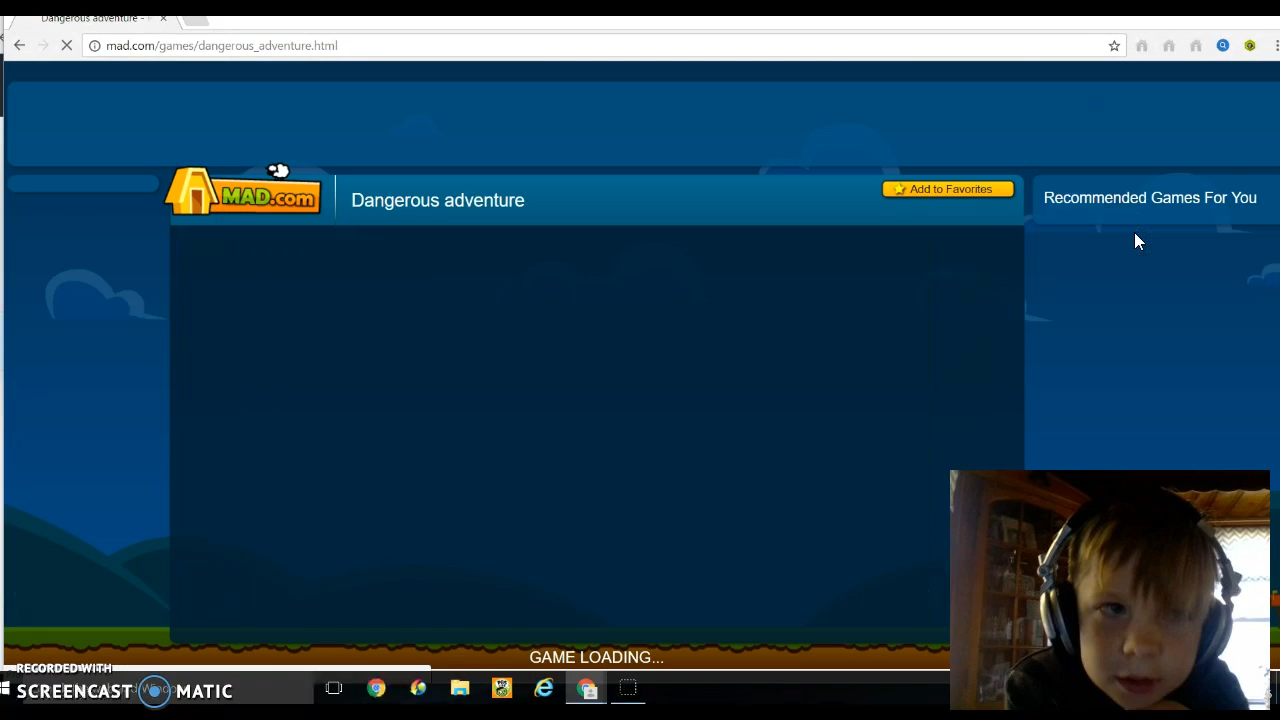 Dangerous adventure -
mad.com/games/dangerous_adventure.html
MAD.com
Dangerous adventure
Add to Favorites
Recommended Games For You
GAME LOADING...
RECORDED WITH
SCREENCAST MATIC